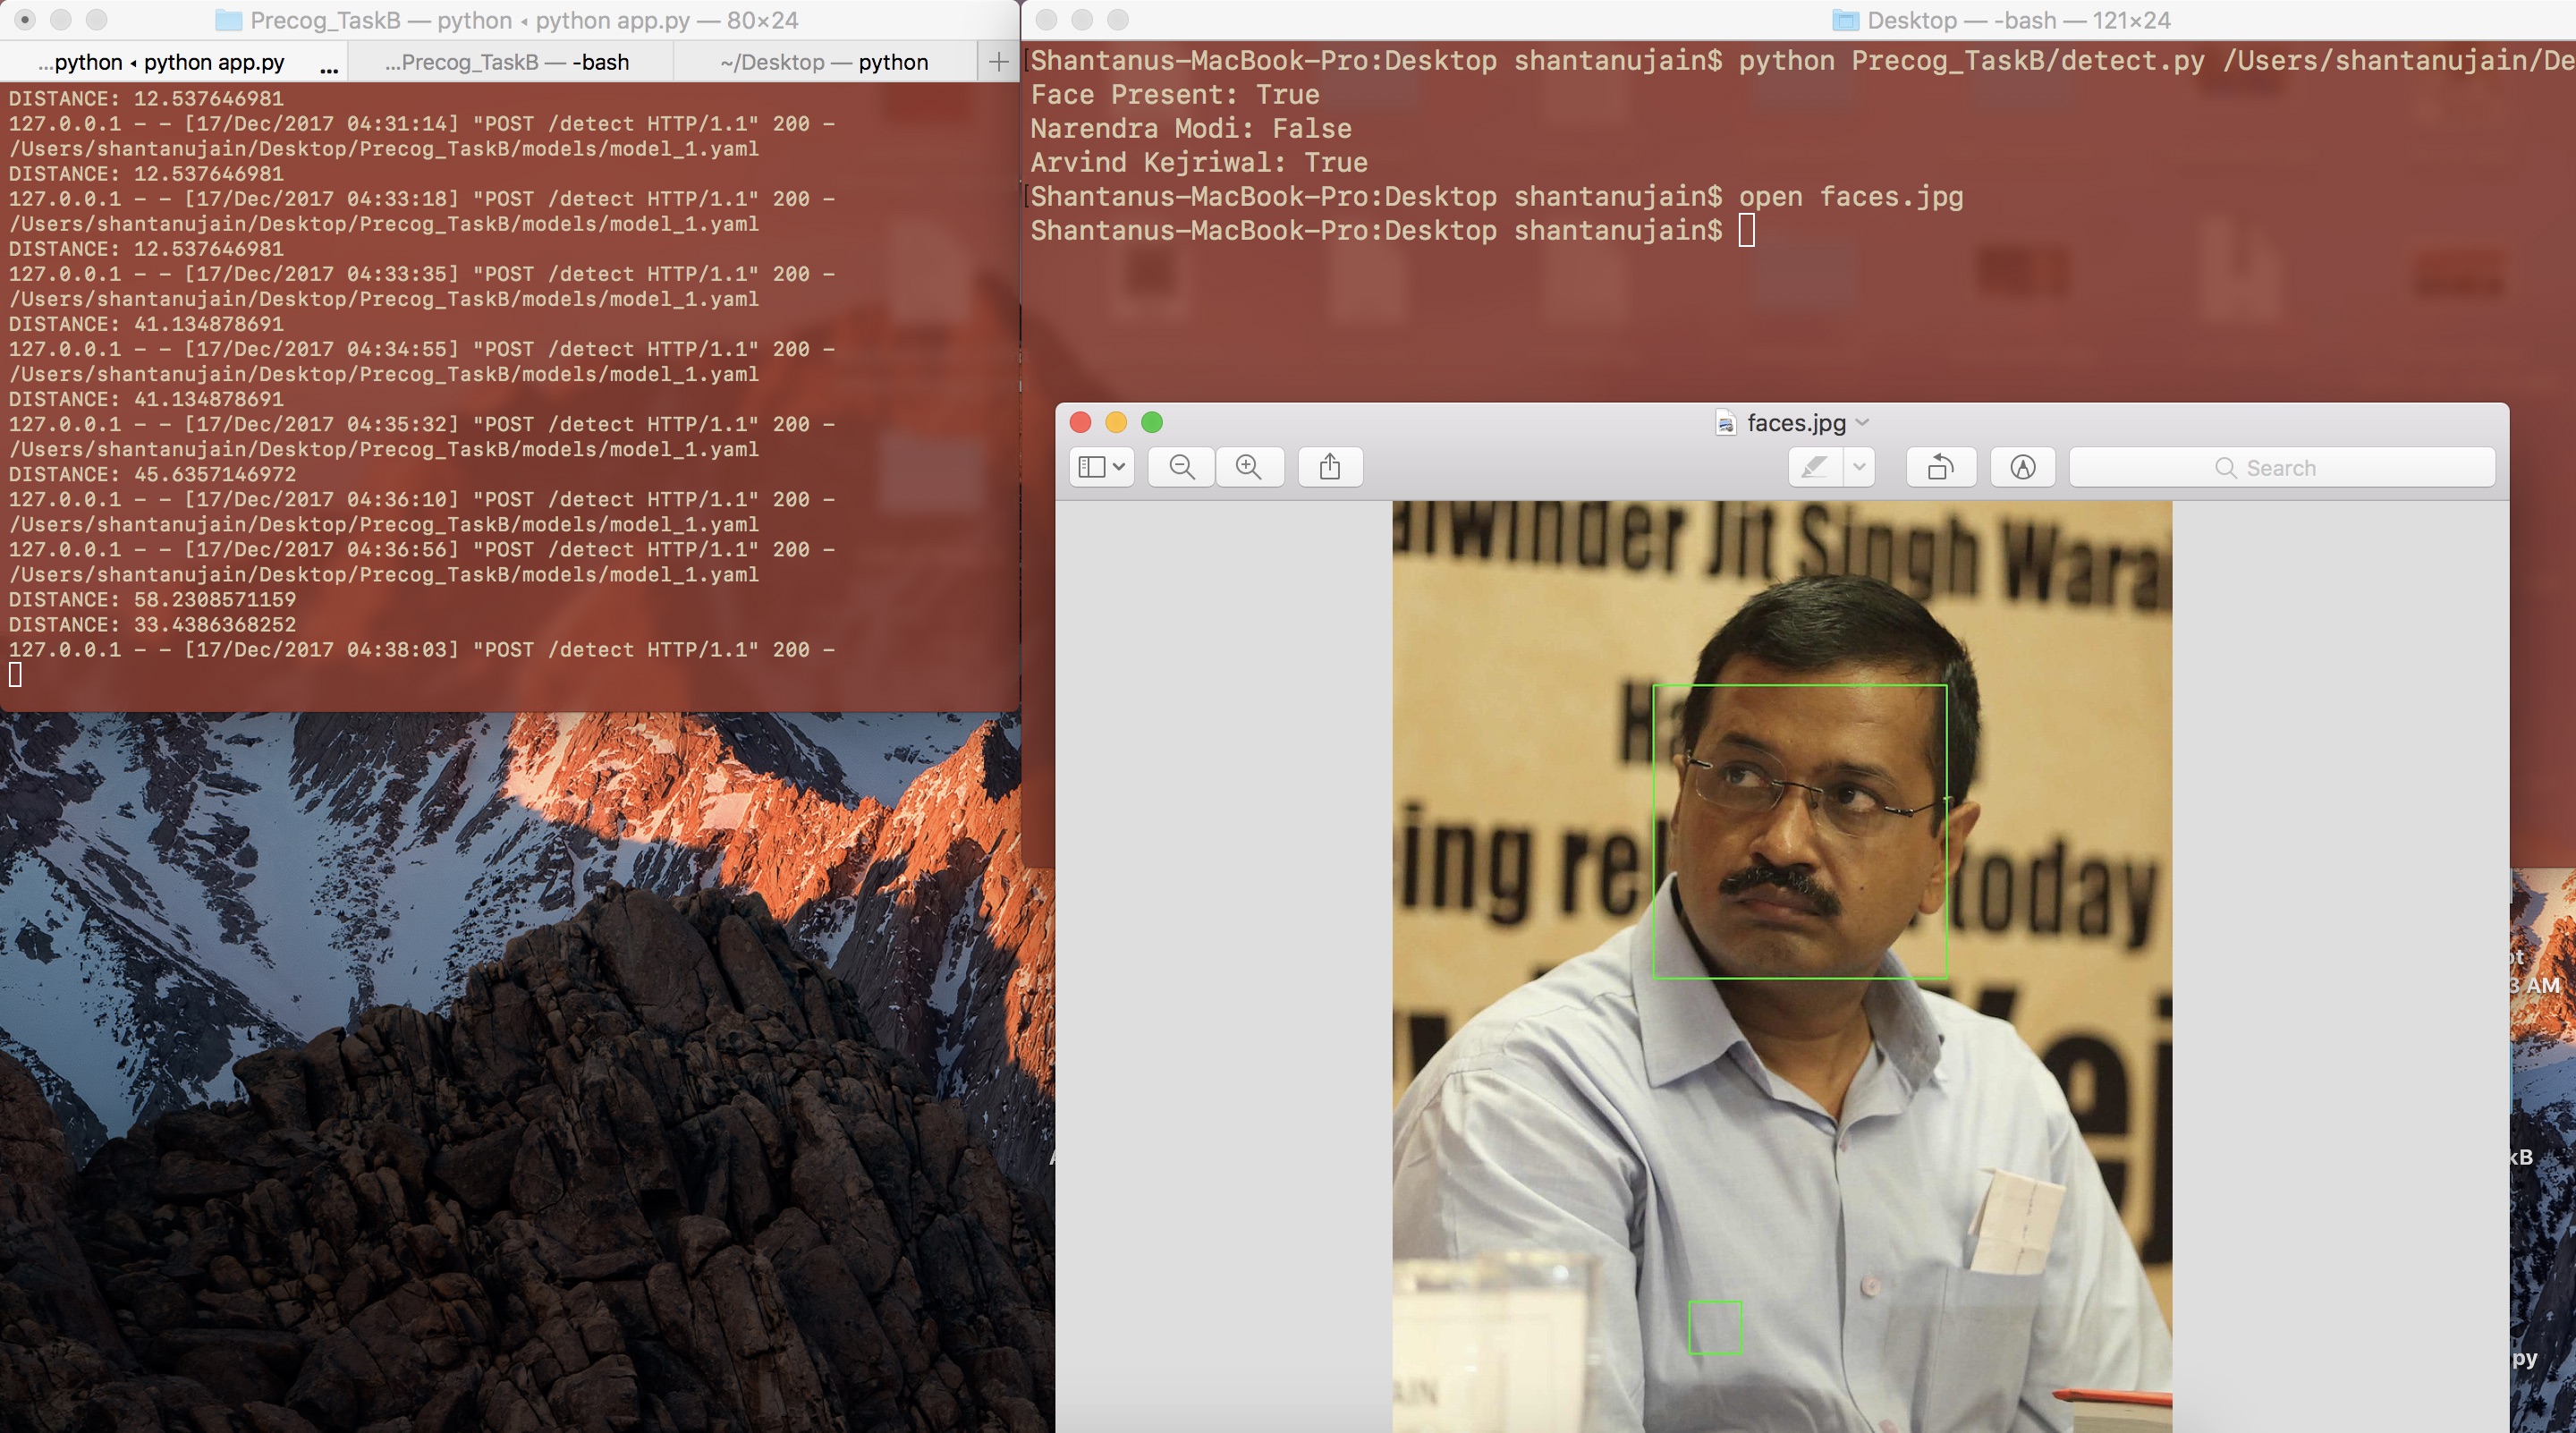 Precog_TaskB — python ◂ python app.py — 80×24
...python ◂ python app.py ...
...Precog_TaskB — -bash
~/Desktop — python
DISTANCE: 12.537646981
127.0.0.1 - - [17/Dec/2017 04:31:14] "POST /detect HTTP/1.1" 200 -
/Users/shantanujain/Desktop/Precog_TaskB/models/model_1.yaml
DISTANCE: 12.537646981
127.0.0.1 - - [17/Dec/2017 04:33:18] "POST /detect HTTP/1.1" 200 -
/Users/shantanujain/Desktop/Precog_TaskB/models/model_1.yaml
DISTANCE: 12.537646981
127.0.0.1 - - [17/Dec/2017 04:33:35] "POST /detect HTTP/1.1" 200 -
/Users/shantanujain/Desktop/Precog_TaskB/models/model_1.yaml
DISTANCE: 41.134878691
127.0.0.1 - - [17/Dec/2017 04:34:55] "POST /detect HTTP/1.1" 200 -
/Users/shantanujain/Desktop/Precog_TaskB/models/model_1.yaml
DISTANCE: 41.134878691
127.0.0.1 - - [17/Dec/2017 04:35:32] "POST /detect HTTP/1.1" 200 -
/Users/shantanujain/Desktop/Precog_TaskB/models/model_1.yaml
DISTANCE: 45.6357146972
127.0.0.1 - - [17/Dec/2017 04:36:10] "POST /detect HTTP/1.1" 200 -
/Users/shantanujain/Desktop/Precog_TaskB/models/model_1.yaml
127.0.0.1 - - [17/Dec/2017 04:36:56] "POST /detect HTTP/1.1" 200 -
/Users/shantanujain/Desktop/Precog_TaskB/models/model_1.yaml
DISTANCE: 58.2308571159
DISTANCE: 33.4386368252
127.0.0.1 - - [17/Dec/2017 04:38:03] "POST /detect HTTP/1.1" 200 -
Desktop — -bash — 121×24
Shantanus-MacBook-Pro:Desktop shantanujain$ python Precog_TaskB/detect.py /Users/shantanujain/De
Face Present: True
Narendra Modi: False
Arvind Kejriwal: True
Shantanus-MacBook-Pro:Desktop shantanujain$ open faces.jpg
Shantanus-MacBook-Pro:Desktop shantanujain$
faces.jpg
Search
Jit Singh
ing re today
3 AM
kB
py